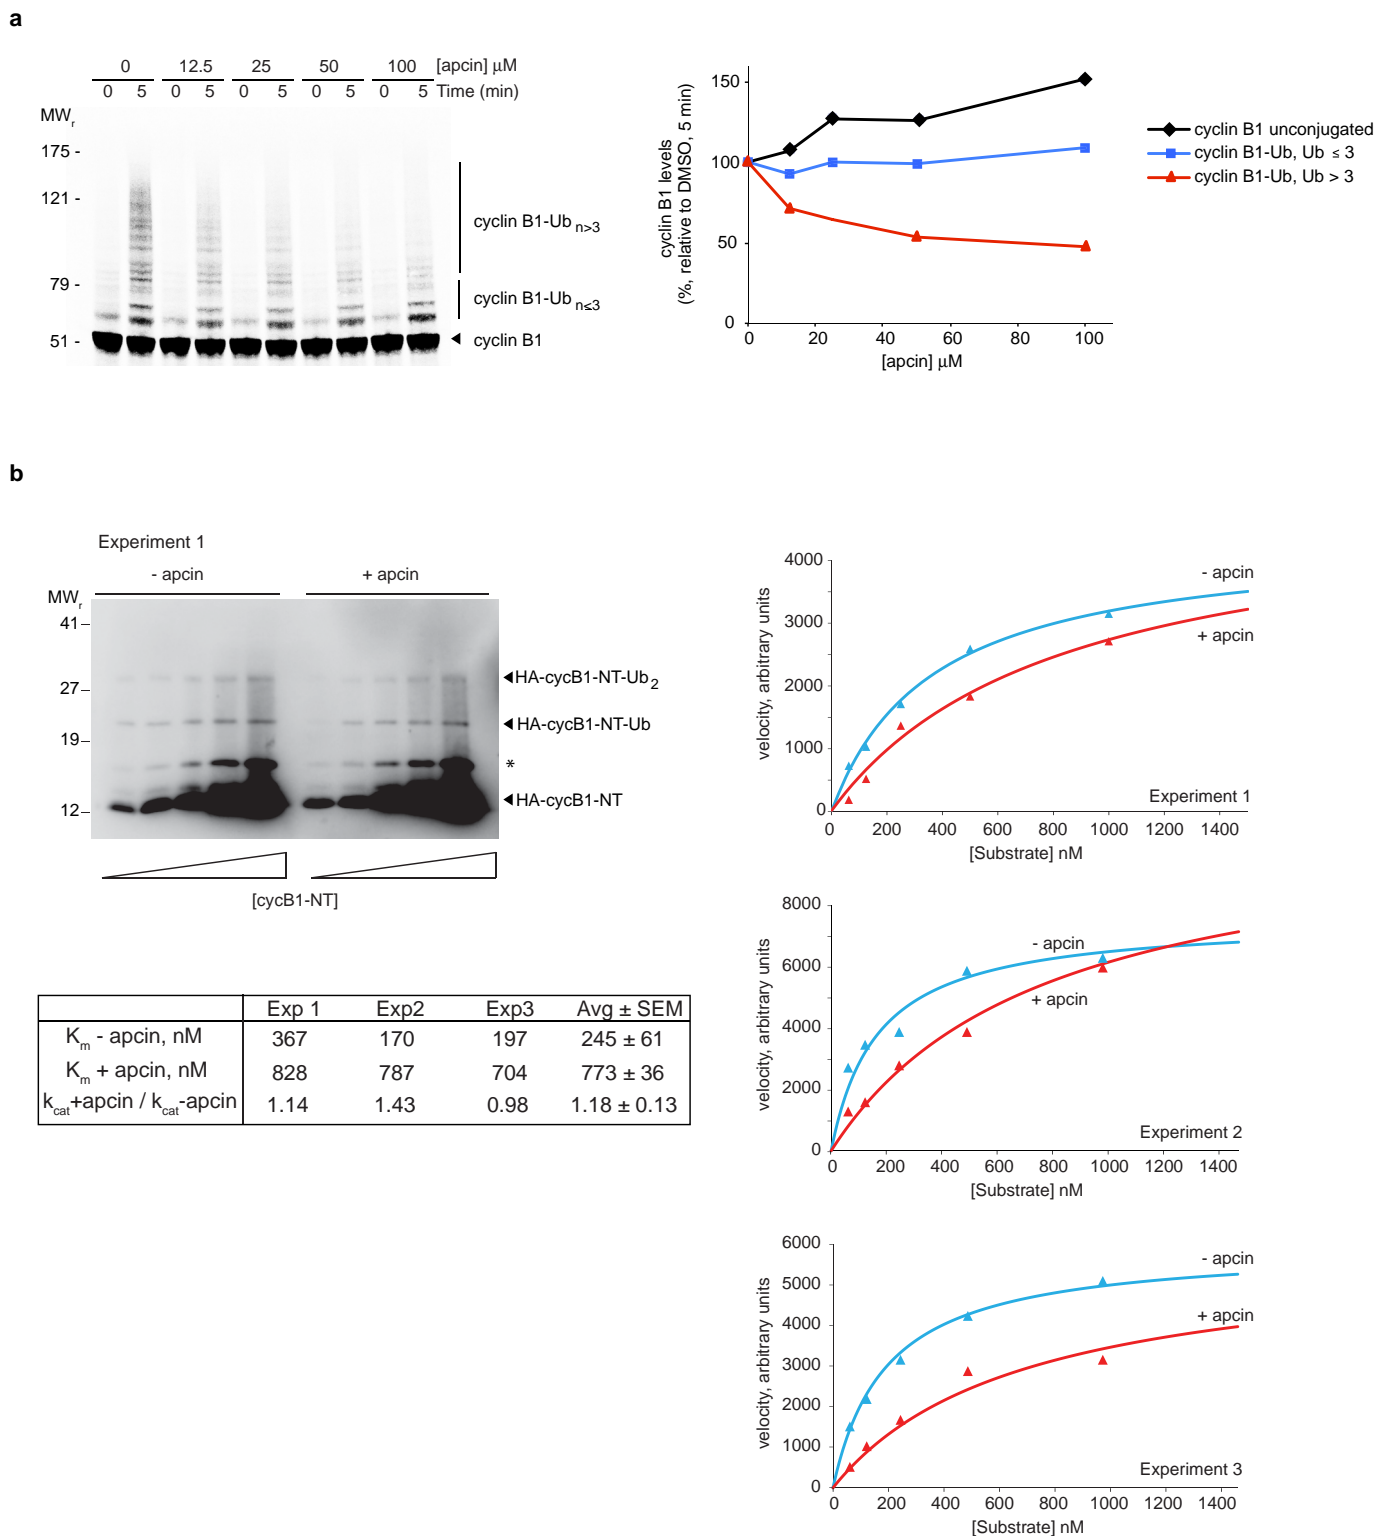 a
0 12.5 25 50 100 [apcin] μM
0 5 0 5 0 5 0 5 0 5 Time (min)
MWr
175 -
121 -
79 -
51 -
cyclin B1-Ub n>3
cyclin B1-Ub n≤3
◄ cyclin B1
cyclin B1 levels
(%, relative to DMSO, 5 min)
150
100
50
0
0 20 40 60 80 100
[apcin] μM
cyclin B1 unconjugated
cyclin B1-Ub, Ub ≤ 3
cyclin B1-Ub, Ub > 3
b
Experiment 1
- apcin + apcin
MWr
41
27
19
12
◄HA-cycB1-NT-Ub2
◄HA-cycB1-NT-Ub
*
◄HA-cycB1-NT
[cycB1-NT]
Exp 1 Exp2 Exp3 Avg ± SEM
Km - apcin, nM 367 170 197 245 ± 61
Km + apcin, nM 828 787 704 773 ± 36
kcat+apcin / kcat-apcin 1.14 1.43 0.98 1.18 ± 0.13
velocity, arbitrary units
4000
3000
2000
1000
0
- apcin
+ apcin
Experiment 1
0 200 400 600 800 1000 1200 1400
[Substrate] nM
velocity, arbitrary units
8000
6000
4000
2000
0
- apcin
+ apcin
Experiment 2
0 200 400 600 800 1000 1200 1400
[Substrate] nM
velocity, arbitrary units
6000
5000
4000
3000
2000
1000
0
- apcin
+ apcin
Experiment 3
0 200 400 600 800 1000 1200 1400
[Substrate] nM